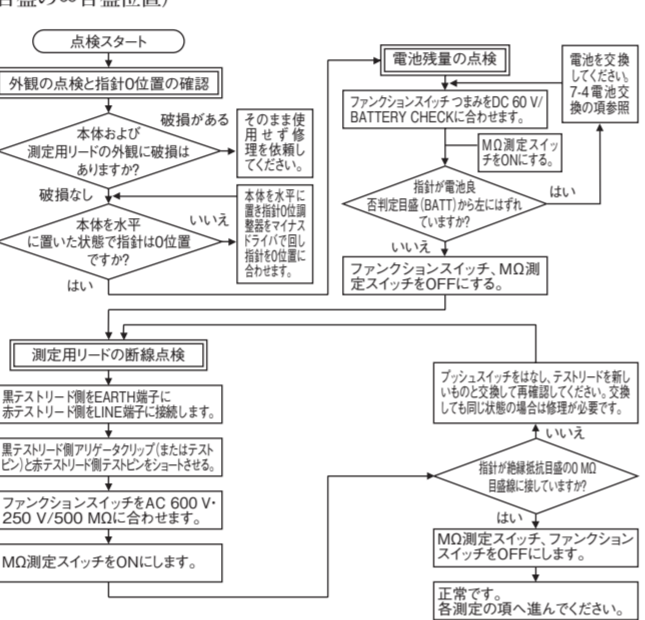 目盛の∞目盛位置)
点検スタート
外観の点検と指針0位置の確認
破損がある
本体および
測定用リードの外観に破損は
ありますか?
そのまま使
用せず修
理を依頼し
てください。
破損なし
本体を水平
に置いた状態で指針は0位置
ですか?
いいえ
本体を水平に
置き指針0位調
整器をマイナス
ドライバで回し
指針を0位置に
合わせます。
はい
電池残量の点検
ファンクションスイッチつまみをDC 60 V/
BATTERY CHECKに合わせます。
電池を交換
してください。
7-4電池交
換の項参照
MΩ測定スイッ
チをONにする。
指針が電池良
否判定目盛(BATT)から左にはずれ
ていますか?
はい
いいえ
ファンクションスイッチ、MΩ測
定スイッチをOFFにする。
測定用リードの断線点検
黒テストリード側をEARTH端子に
赤テストリード側をLINE端子に接続します。
黒テストリード側アリゲータクリップ(またはテスト
ピン)と赤テストリード側テストピンをショートさせる。
ファンクションスイッチをAC 600 V・
250 V/500 MΩに合わせます。
MΩ測定スイッチをONにします。
プッシュスイッチをはなし、テストリードを新し
いものと交換して再確認してください。交換
しても同じ状態の場合は修理が必要です。
いいえ
指針が絶縁抵抗目盛の0 MΩ
目盛線に接していますか?
はい
MΩ測定スイッチ、ファンクション
スイッチをOFFにします。
正常です。
各測定の項へ進んでください。